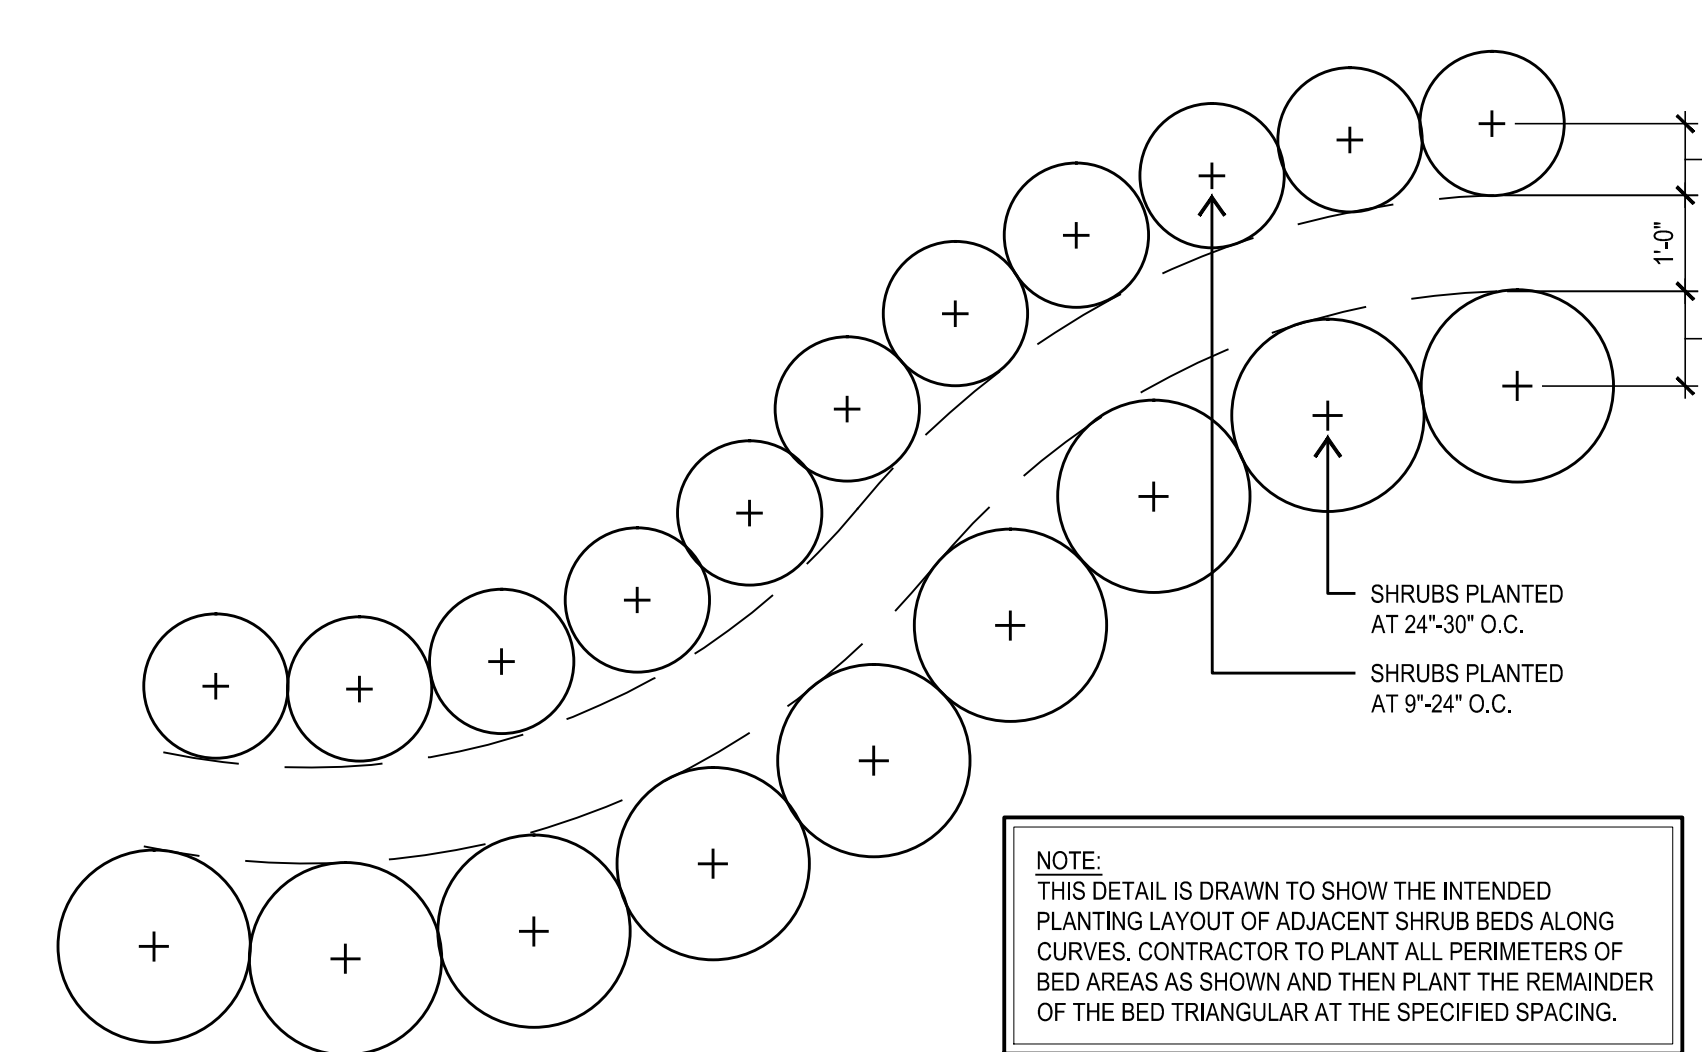 1'-0"
SHRUBS PLANTED
AT 24"-30" O.C.
SHRUBS PLANTED
AT 9"-24" O.C.
NOTE:
THIS DETAIL IS DRAWN TO SHOW THE INTENDED
PLANTING LAYOUT OF ADJACENT SHRUB BEDS ALONG
CURVES. CONTRACTOR TO PLANT ALL PERIMETERS OF
BED AREAS AS SHOWN AND THEN PLANT THE REMAINDER
OF THE BED TRIANGULAR AT THE SPECIFIED SPACING.